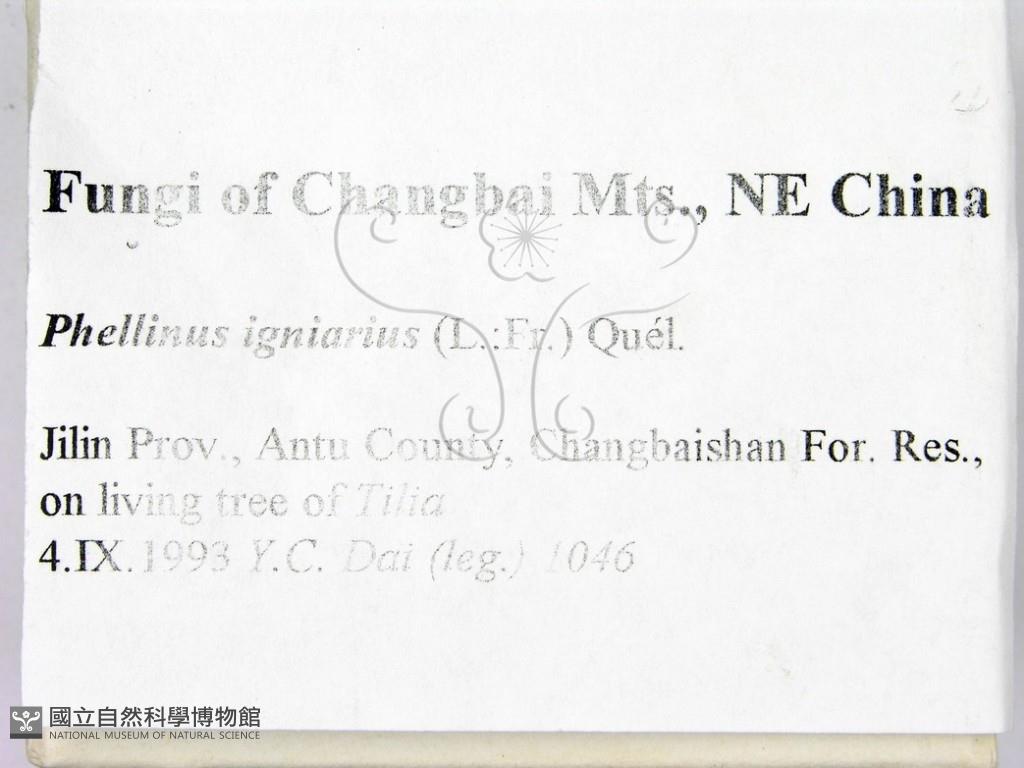 Fungi of Changbai Mts., NE China
Phellinus igniarius (L.:Fr.) Quél.
Jilin Prov., Antu County, Changbaishan For. Res.,
on living tree of Tilia
4.IX.1993 Y.C. Dai (leg.) 1046
國立自然科學博物館
NATIONAL MUSEUM OF NATURAL SCIENCE